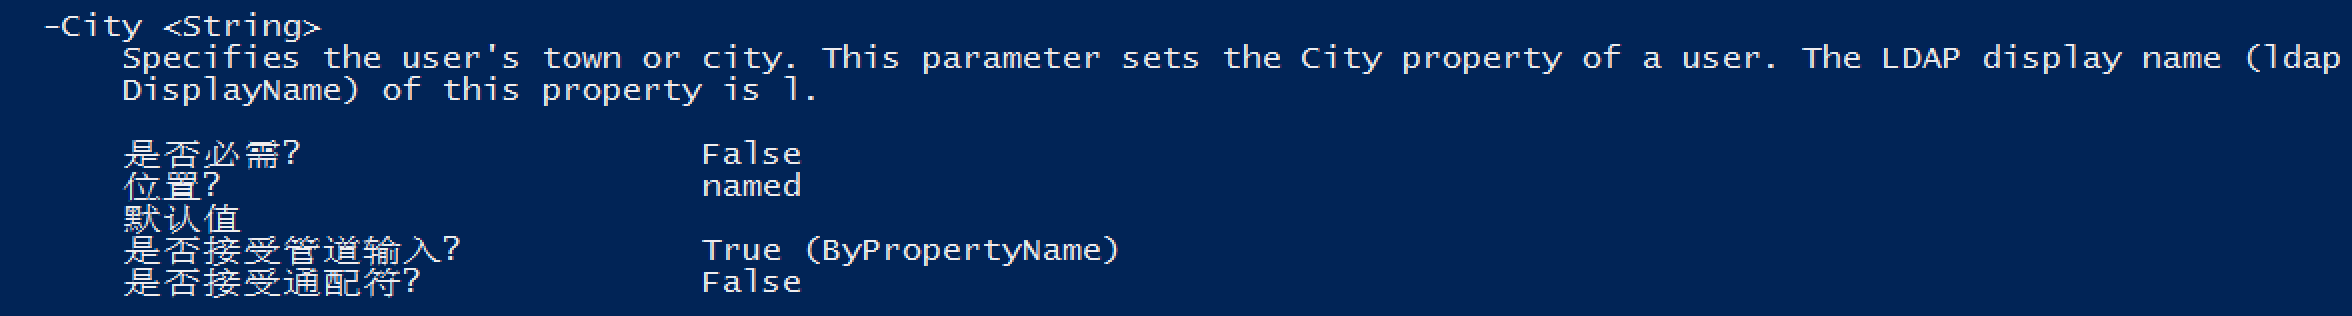 -City <String>
Specifies the user's town or city. This parameter sets the City property of a user. The LDAP display name (ldap
DisplayName) of this property is l.
是否必需? False
位置? named
默认值
是否接受管道输入? True (ByPropertyName)
是否接受通配符? False